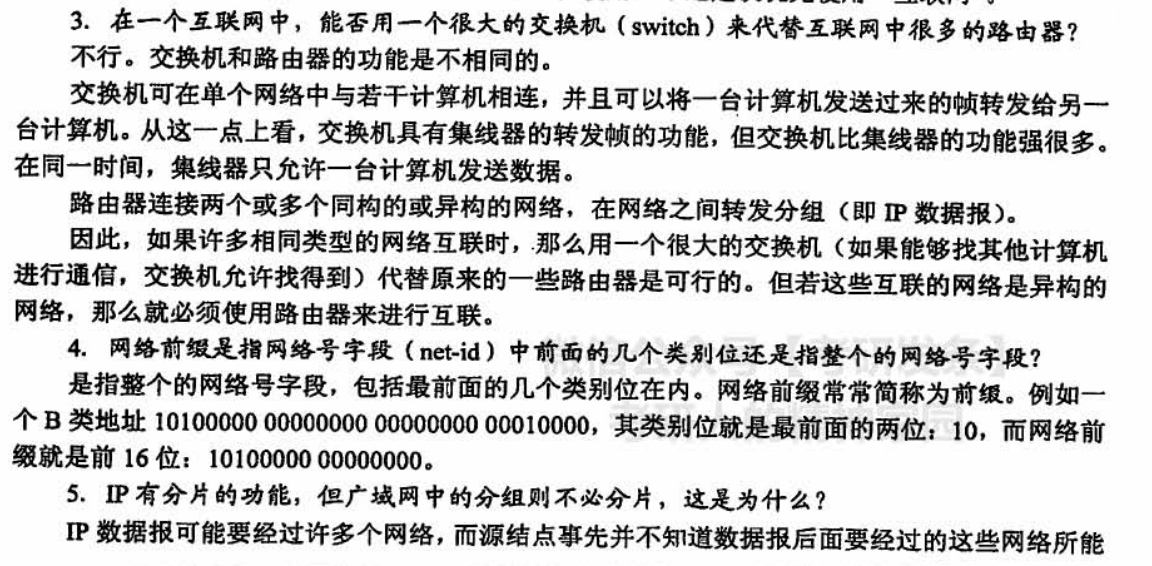 3. 在一个互联网中，能否用一个很大的交换机（switch）来代替互联网中很多的路由器？
不行。交换机和路由器的功能是不相同的。
交换机可在单个网络中与若干计算机相连，并且可以将一台计算机发送过来的帧转发给另一
台计算机。从这一点上看，交换机具有集线器的转发帧的功能，但交换机比集线器的功能强很多。
在同一时间，集线器只允许一台计算机发送数据。
路由器连接两个或多个同构的或异构的网络，在网络之间转发分组（即 IP 数据报）。
因此，如果许多相同类型的网络互联时，那么用一个很大的交换机（如果能够找其他计算机
进行通信，交换机允许找得到）代替原来的一些路由器是可行的。但若这些互联的网络是异构的
网络，那么就必须使用路由器来进行互联。
4. 网络前缀是指网络号字段（net-id）中前面的几个类别位还是指整个的网络号字段？
是指整个的网络号字段，包括最前面的几个类别位在内。网络前缀常常简称为前缀。例如一
个 B 类地址 10100000 00000000 00000000 00010000，其类别位就是最前面的两位：10，而网络前
缀就是前 16 位：10100000 00000000。
5. IP 有分片的功能，但广域网中的分组则不必分片，这是为什么？
IP 数据报可能要经过许多个网络，而源结点事先并不知道数据报后面要经过的这些网络所能